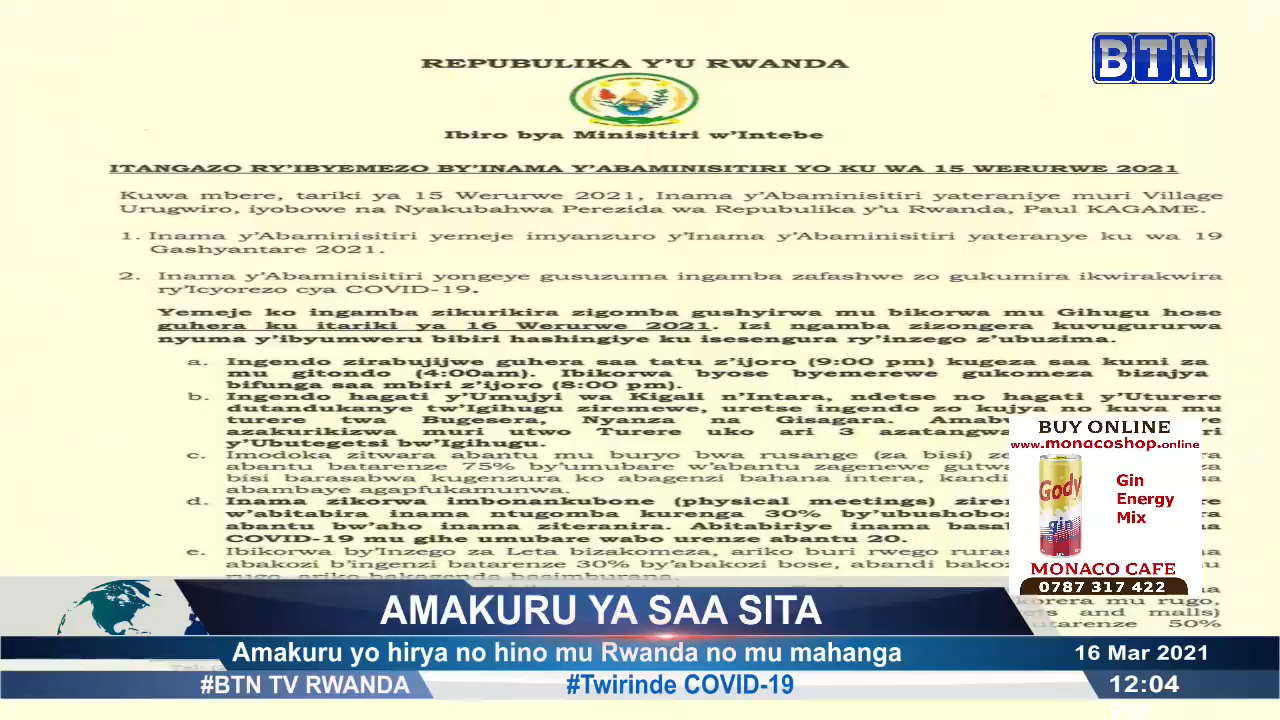 BTN
REPUBULIKA Y'U RWANDA
Ibiro bya Minisitiri w'Intebe
ITANGAZO RY'IBYEMEZO BY'INAMA Y'ABAMINISITIRI YO KU WA 15 WERURWE 2021
Kuwa mbere, tariki ya 15 Werurwe 2021, Inama y'Abaminisitiri yateraniye muri Village
Urugwiro, iyobowe na Nyakubahwa Perezida wa Repubulika y'u Rwanda, Paul KAGAME.
1. Inama y'Abaminisitiri yemeje imyanzuro y'Inama y'Abaminisitiri yateranye ku wa 19
Gashyantare 2021.
2. Inama y'Abaminisitiri yongeye gusuzuma ingamba zafashwe zo gukumira ikwirakwira
ry'Icyorezo cya COVID-19.
Yemeje ko ingamba zikurikira zigomba gushyirwa mu bikorwa mu Gihugu hose
guhera ku itariki ya 16 Werurwe 2021. Izi ngamba zizongera kuvugururwa
nyuma y'ibyumweru bibiri hashingiye ku isesengura ry'inzego z'ubuzima.
a. Ingendo zirabujijwe guhera saa tatu z'ijoro (9:00 pm) kugeza saa kumi za
mu gitondo (4:00am). Ibikorwa byose byemerewe gukomeza bizajya
bifunga saa mbiri z'ijoro (8:00 pm).
b. Ingendo hagati y'Umujyi wa Kigali n'Intara, ndetse no hagati y'Uturere
dutandukanye tw'Igihugu ziremewe, uretse ingendo zo kujya no kuva mu
turere twa Bugesera, Nyanza na Gisagara.
azakurikizwa muri utwo Turere uko ari 3
y'Ubutegetsi bw'Igihugu.
c. Imodoka zitwara abantu mu buryo bwa rusange (za bisi)
abantu batarenze 75% by'umubare w'abantu zagenewe
bisi barasabwa kugenzura ko abagenzi bahana intera,
abambaye agapfukamunwa.
d. Inama zikorwa imbonankubone (physical meetings)
w'abitabira inama ntugomba kurenga 30%
abantu bw'aho inama ziteranira. Abitabiriye inama
COVID-19 mu gihe umubare wabo urenze abantu 20.
e. Ibikorwa by'Inzego za Leta bizakomeza, ariko buri rwego
abakozi b'ingenzi batarenze 30% by'abakozi bose, abandi
rugo, ariko bakagenda basimburana.
mu rugo,
and malls)
50%
BUY ONLINE
www.monacoshop.online
Gody
gin
Gin
Energy
Mix
MONACO CAFE
0787 317 422
AMAKURU YA SAA SITA
Amakuru yo hirya no hino mu Rwanda no mu mahanga
16 Mar 2021
#BTN TV RWANDA
#Twirinde COVID-19
12:04